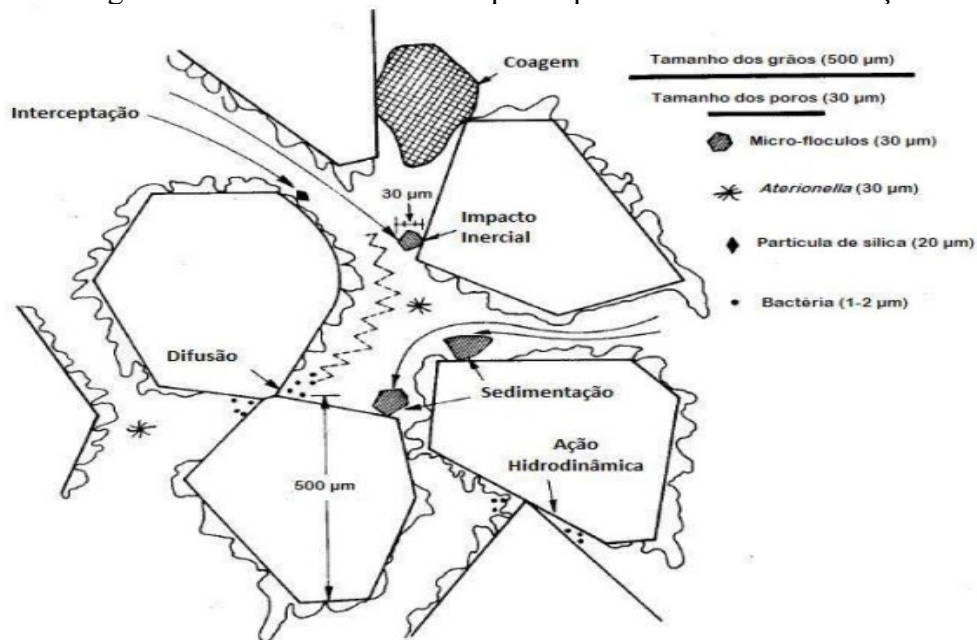 Coagem
Tamanho dos grãos (500 µm)
Tamanho dos poros (30 µm)
Interceptação
Micro-floculos (30 µm)
30 µm
Aterionella (30 µm)
Impacto
Inercial
Partícula de sílica (20 µm)
Bactéria (1-2 µm)
Difusão
Sedimentação
Ação
Hidrodinâmica
500 µm